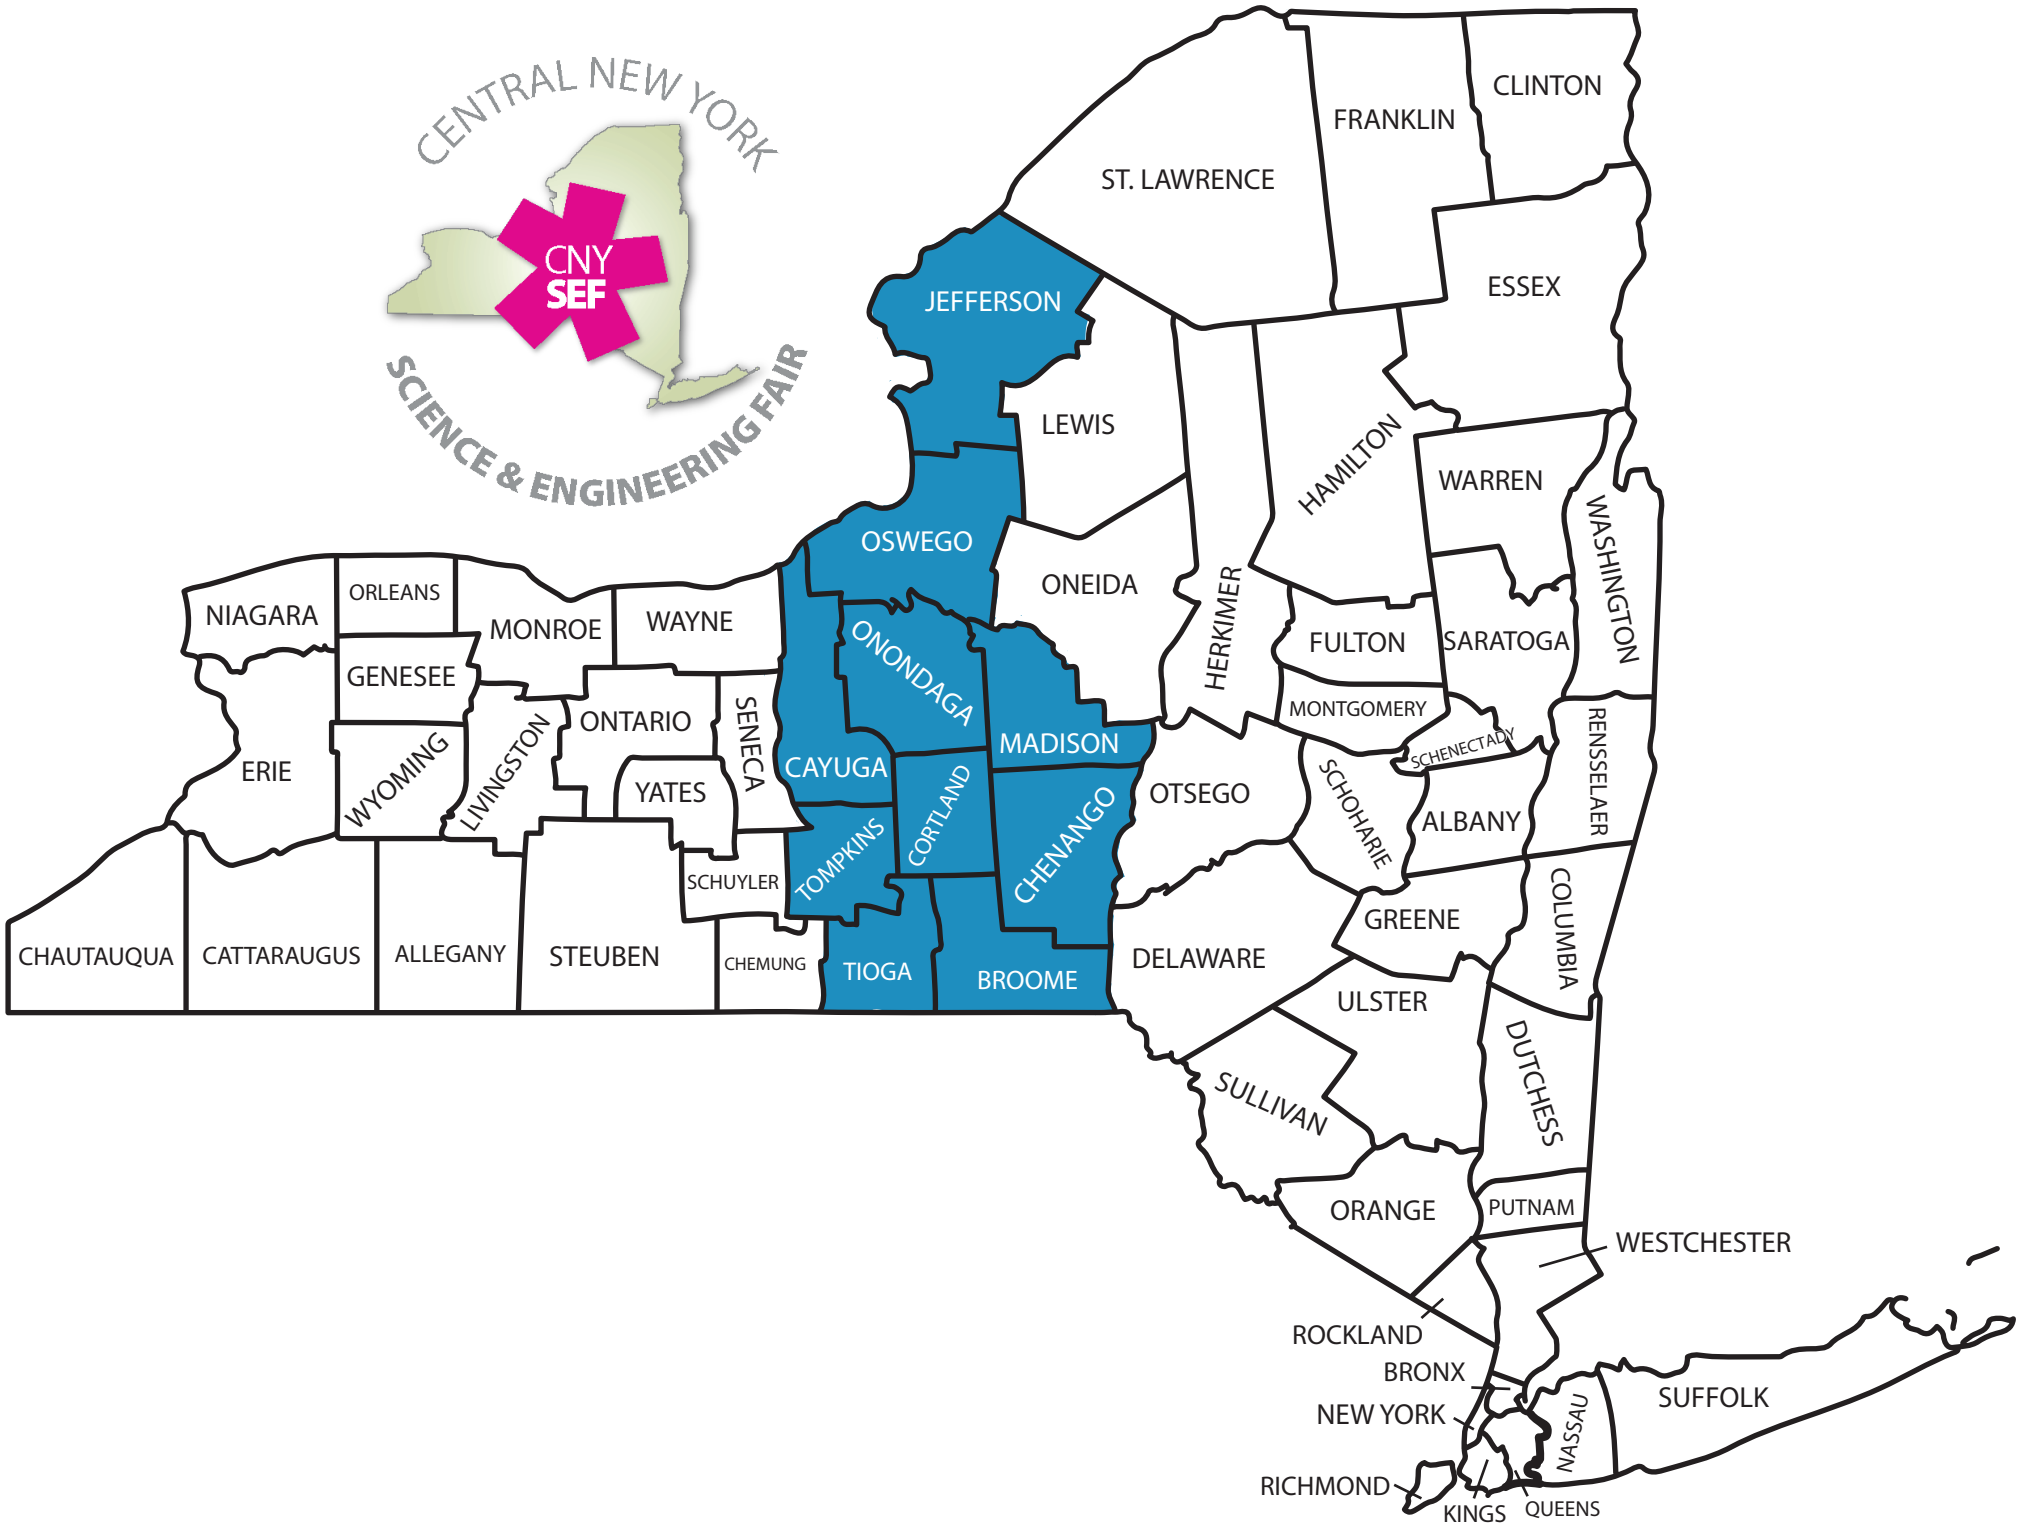 CENTRAL NEW YORK
CNY
SEF
SCIENCE & ENGINEERING FAIR
CLINTON
FRANKLIN
ST. LAWRENCE
ESSEX
JEFFERSON
LEWIS
HAMILTON
WARREN
WASHINGTON
OSWEGO
ONEIDA
HERKIMER
FULTON
SARATOGA
NIAGARA
ORLEANS
MONROE
WAYNE
GENESEE
ONONDAGA
MONTGOMERY
SCHENECTADY
RENSSELAER
ERIE
WYOMING
LIVINGSTON
ONTARIO
YATES
SENECA
CAYUGA
MADISON
CORTLAND
CHENANGO
OTSEGO
SCHOHARIE
ALBANY
TOMPKINS
SCHUYLER
GREENE
COLUMBIA
CHAUTAUQUA
CATTARAUGUS
ALLEGANY
STEUBEN
CHEMUNG
TIOGA
BROOME
DELAWARE
ULSTER
DUTCHESS
SULLIVAN
ORANGE
PUTNAM
WESTCHESTER
ROCKLAND
BRONX
NEW YORK
NASSAU
SUFFOLK
RICHMOND
KINGS
QUEENS